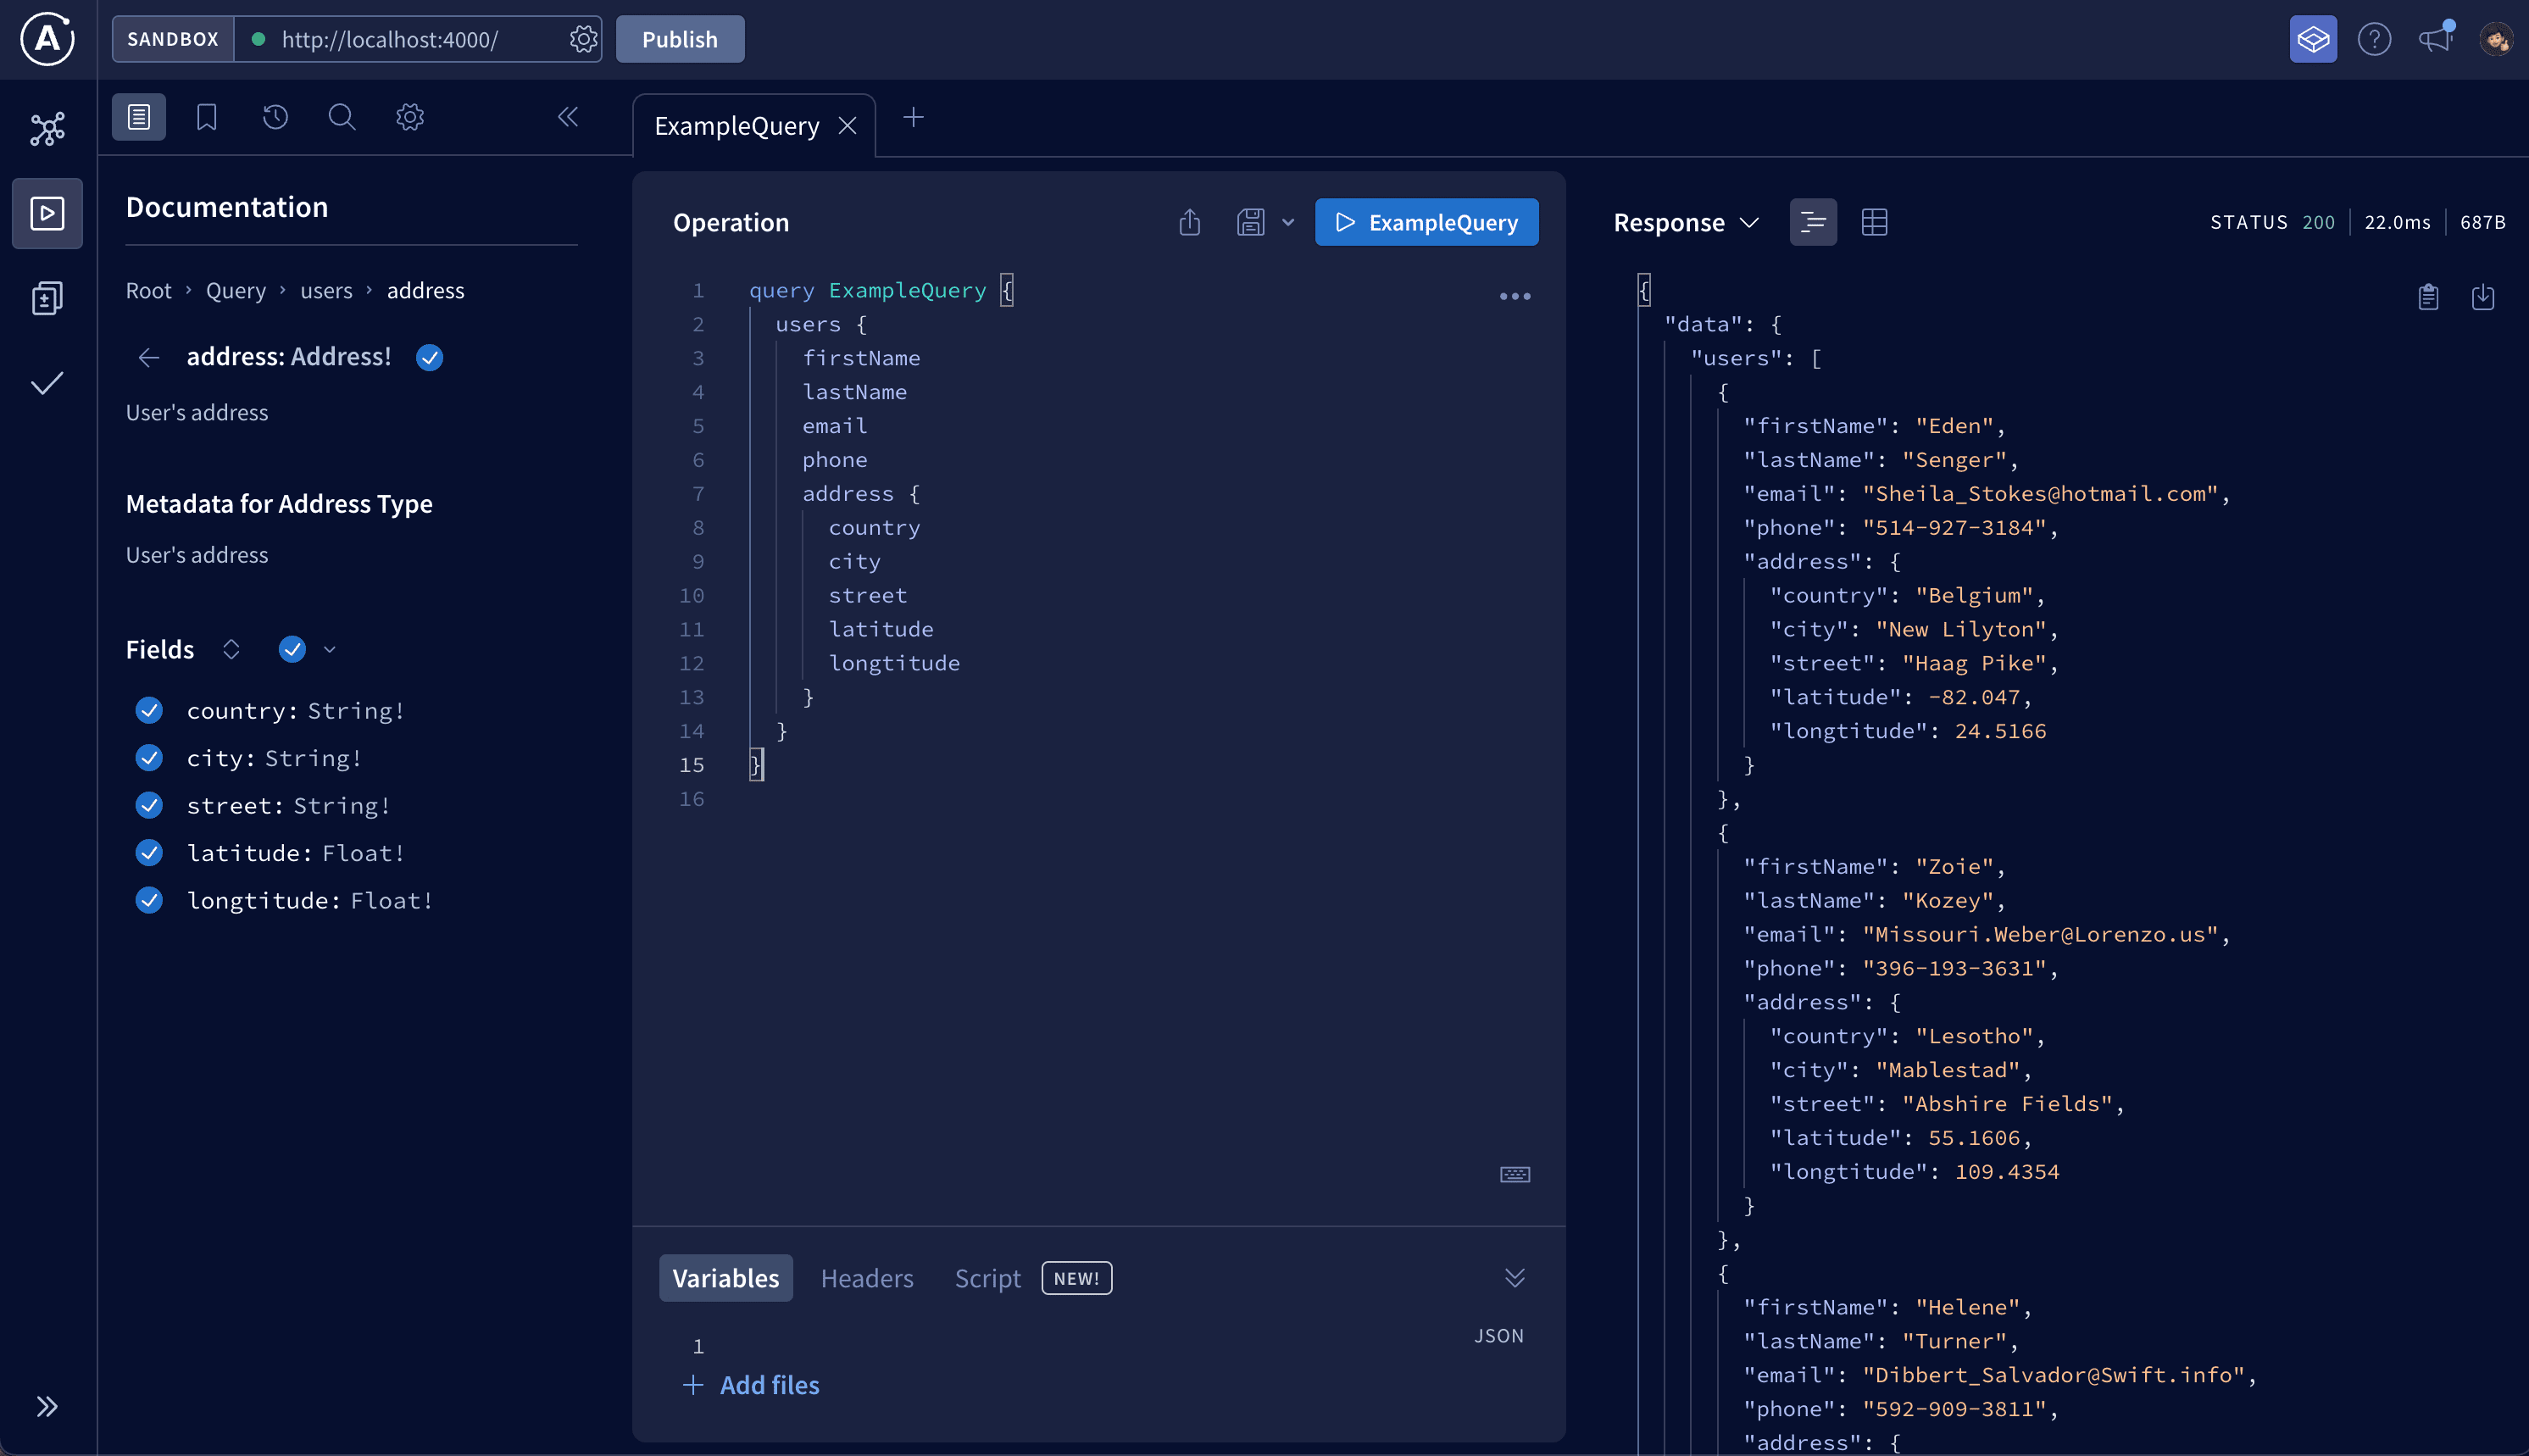 SANDBOX http://localhost:4000/ Publish
ExampleQuery
Documentation
Root › Query › users › address
address: Address!
User's address
Metadata for Address Type
User's address
Fields
country: String!
city: String!
street: String!
latitude: Float!
longtitude: Float!
Operation
ExampleQuery
1 query ExampleQuery {
2 users {
3 firstName
4 lastName
5 email
6 phone
7 address {
8 country
9 city
10 street
11 latitude
12 longtitude
13 }
14 }
15 }
16
Variables Headers Script NEW!
JSON
1
+ Add files
Response
STATUS 200 22.0ms 687B
{
"data": {
"users": [
{
"firstName": "Eden",
"lastName": "Senger",
"email": "Sheila_Stokes@hotmail.com",
"phone": "514-927-3184",
"address": {
"country": "Belgium",
"city": "New Lilyton",
"street": "Haag Pike",
"latitude": -82.047,
"longtitude": 24.5166
}
},
{
"firstName": "Zoie",
"lastName": "Kozey",
"email": "Missouri.Weber@Lorenzo.us",
"phone": "396-193-3631",
"address": {
"country": "Lesotho",
"city": "Mablestad",
"street": "Abshire Fields",
"latitude": 55.1606,
"longtitude": 109.4354
}
},
{
"firstName": "Helene",
"lastName": "Turner",
"email": "Dibbert_Salvador@Swift.info",
"phone": "592-909-3811",
"address": {